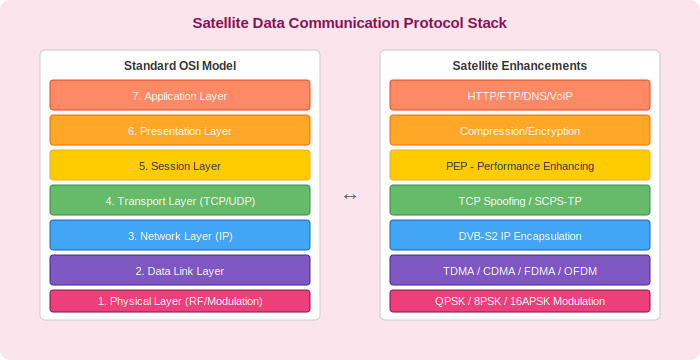 Satellite Data Communication Protocol Stack
Standard OSI Model
7. Application Layer
6. Presentation Layer
5. Session Layer
4. Transport Layer (TCP/UDP)
3. Network Layer (IP)
2. Data Link Layer
1. Physical Layer (RF/Modulation)
↔
Satellite Enhancements
HTTP/FTP/DNS/VoIP
Compression/Encryption
PEP - Performance Enhancing
TCP Spoofing / SCPS-TP
DVB-S2 IP Encapsulation
TDMA / CDMA / FDMA / OFDM
QPSK / 8PSK / 16APSK Modulation